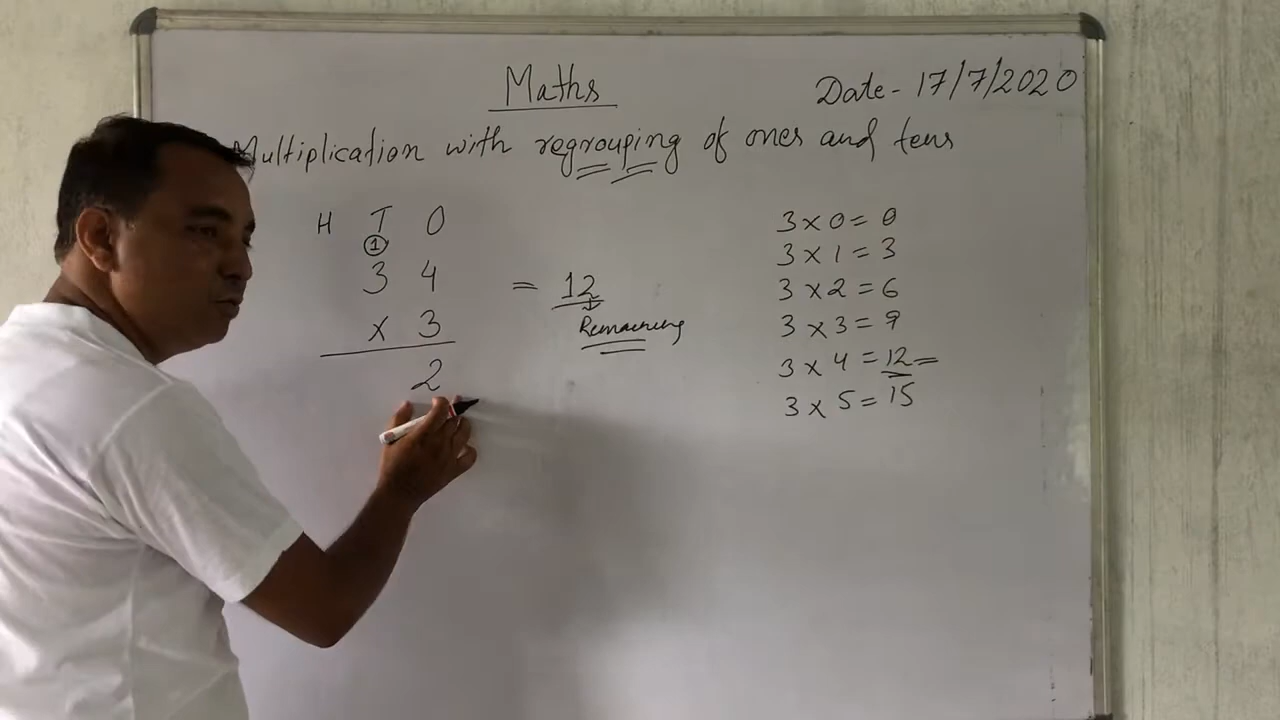 Maths
Date - 17/7/2020
Multiplication with regrouping of ones and tens
H T O
1
3 4
x 3
2
= 12
Remaining
3 x 0 = 0
3 x 1 = 3
3 x 2 = 6
3 x 3 = 9
3 x 4 = 12 =
3 x 5 = 15